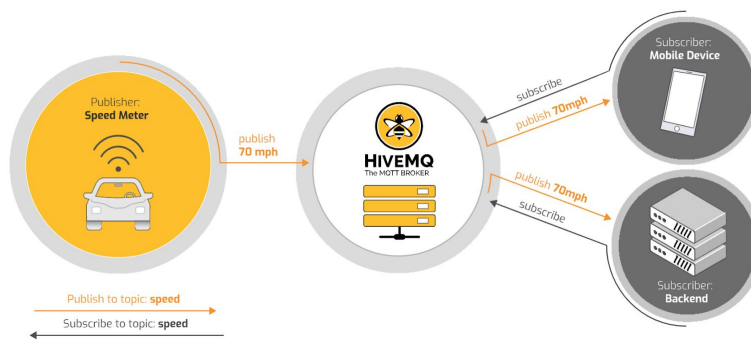 Publisher:
Speed Meter
publish
70 mph
HIVEMQ
The MQTT BROKER
subscribe
publish 70mph
Subscriber:
Mobile Device
publish 70mph
subscribe
Subscriber:
Backend
Publish to topic: speed
Subscribe to topic: speed